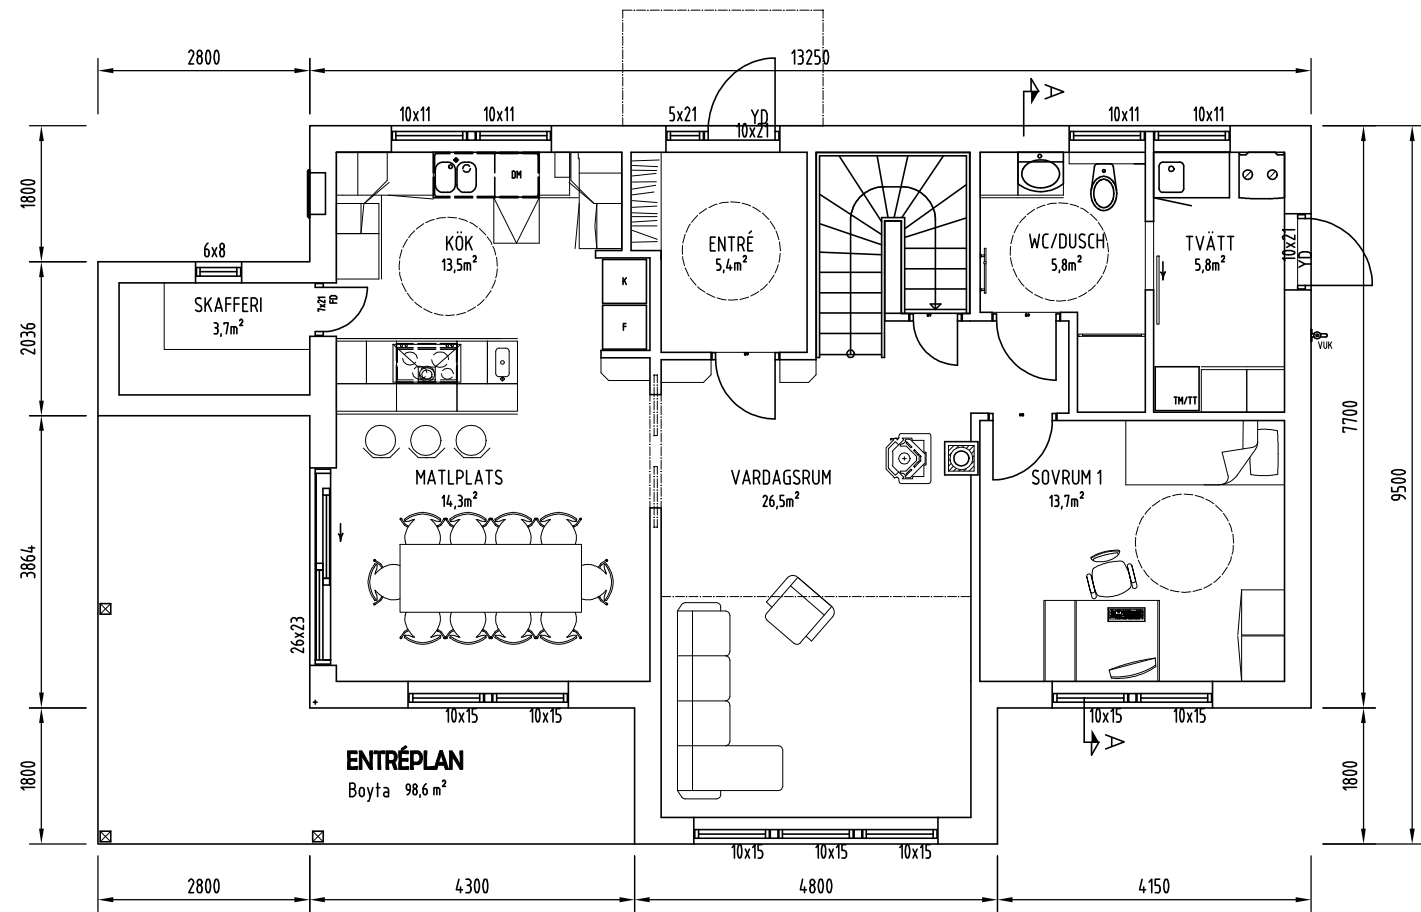 2800
13250
A
10x11
10x11
5x21
YD
10x21
10x11
10x11
DM
1800
KÖK
13,5m²
ENTRÉ
5,4m²
WC/DUSCH
5,8m²
TVÄTT
5,8m²
10x21
YD
6x8
SKAFFERI
3,7m²
7x21
FD
K
F
2036
VUK
TM/TT
7700
MATLPLATS
14,3m²
VARDAGSRUM
26,5m²
SOVRUM 1
13,7m²
9500
3864
26x23
10x15
10x15
10x15
10x15
A
ENTRÉPLAN
Boyta 98,6 m²
1800
1800
10x15
10x15
10x15
2800
4300
4800
4150